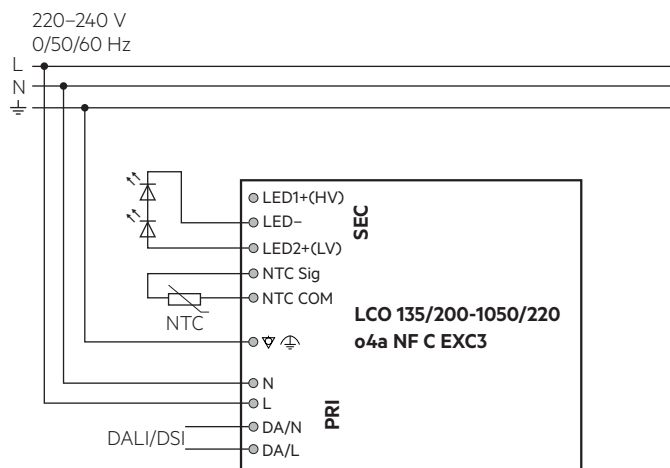 220–240 V
0/50/60 Hz
L
N
LED1+(HV)
LED–
LED2+(LV)
SEC
NTC Sig
NTC COM
NTC
LCO 135/200-1050/220
o4a NF C EXC3
N
L
PRI
DA/N
DALI/DSI
DA/L